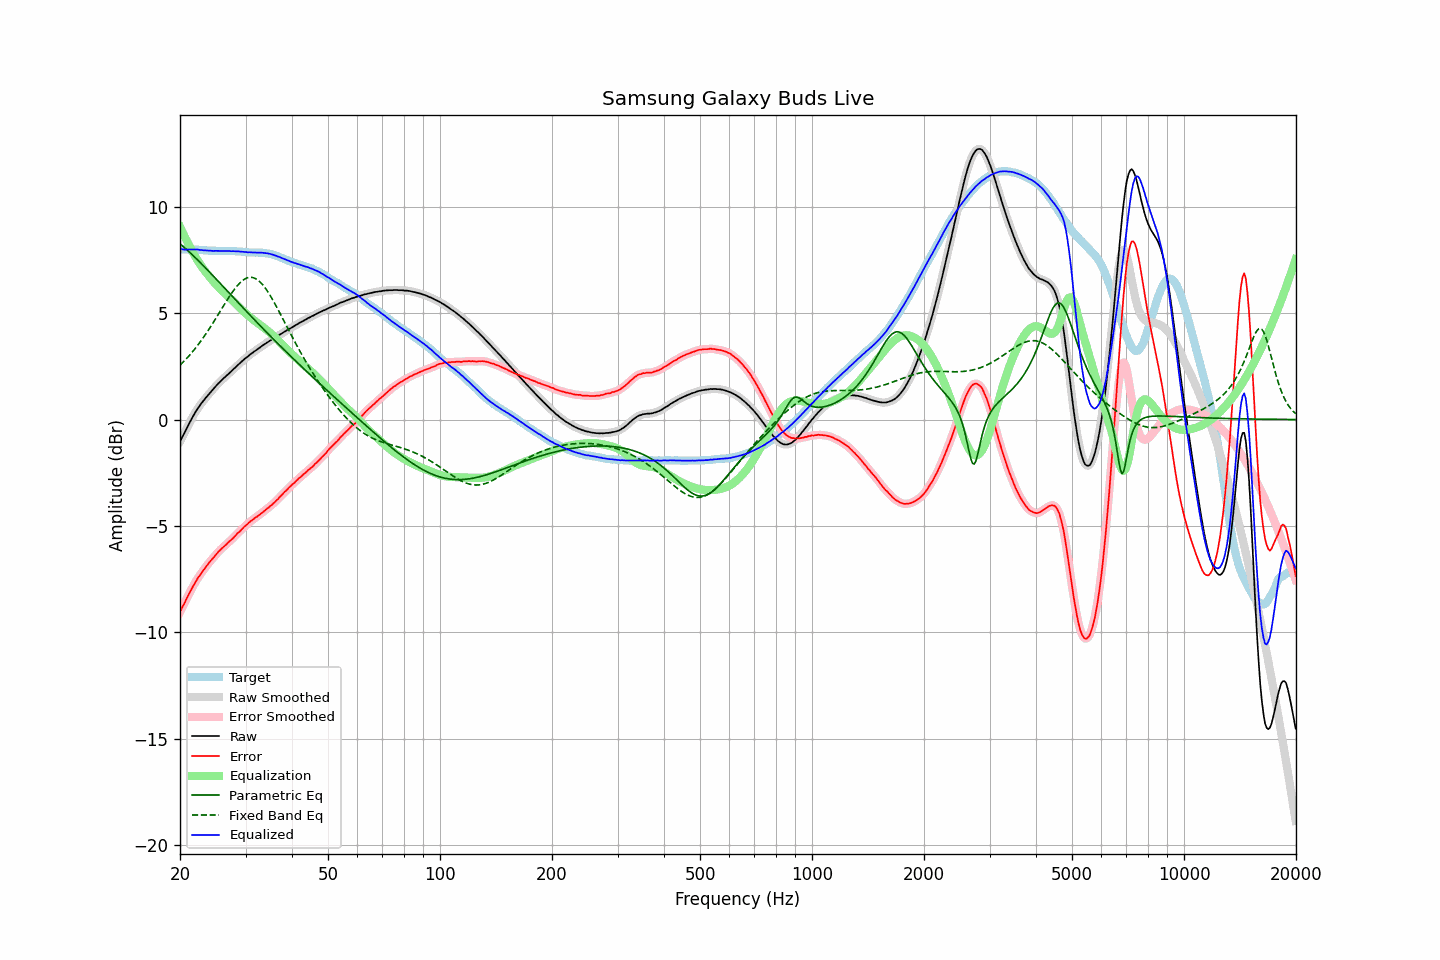 Samsung Galaxy Buds Live
Amplitude (dBr)
10
5
0
−5
−10
−15
−20
Target
Raw Smoothed
Error Smoothed
Raw
Error
Equalization
Parametric Eq
Fixed Band Eq
Equalized
20 50 100 200 500 1000 2000 5000 10000 20000
Frequency (Hz)